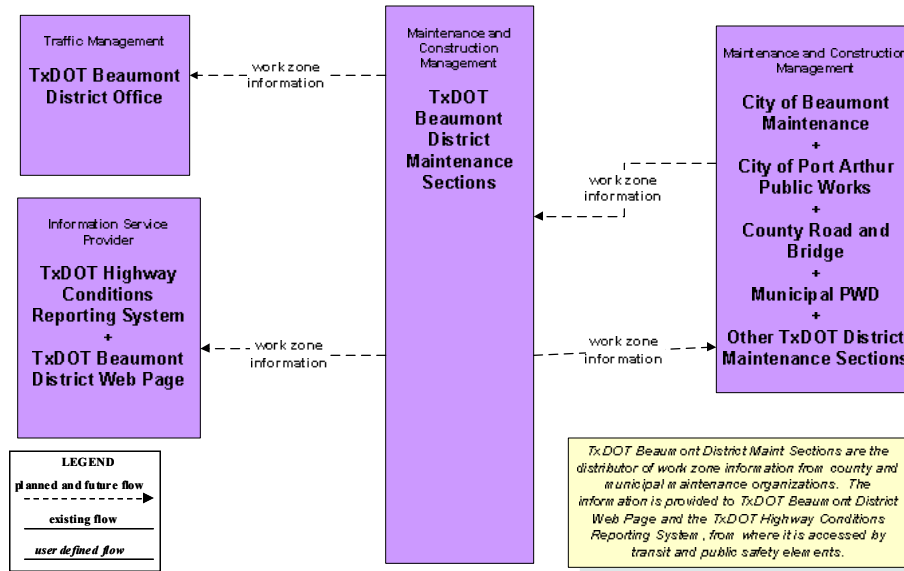 Traffic Management
TxDOT Beaumont
District Office
work zone
information
Maintenance and
Construction
Management
TxDOT
Beaumont
District
Maintenance
Sections
Maintenance and Construction
Management
City of Beaumont
Maintenance
+
City of Port Arthur
Public Works
+
County Road and
Bridge
+
Municipal PWD
+
Other TxDOT District
Maintenance Sections
work zone
information
Information Service
Provider
TxDOT Highway
Conditions
Reporting System
+
TxDOT Beaumont
District Web Page
work zone
information
work zone
information
LEGEND
planned and future flow
existing flow
user defined flow
TxDOT Beaumont District Maint Sections are the
distributor of work zone information from county and
municipal maintenance organizations. The
information is provided to TxDOT Beaumont District
Web Page and the TxDOT Highway Conditions
Reporting System, from where it is accessed by
transit and public safety elements.